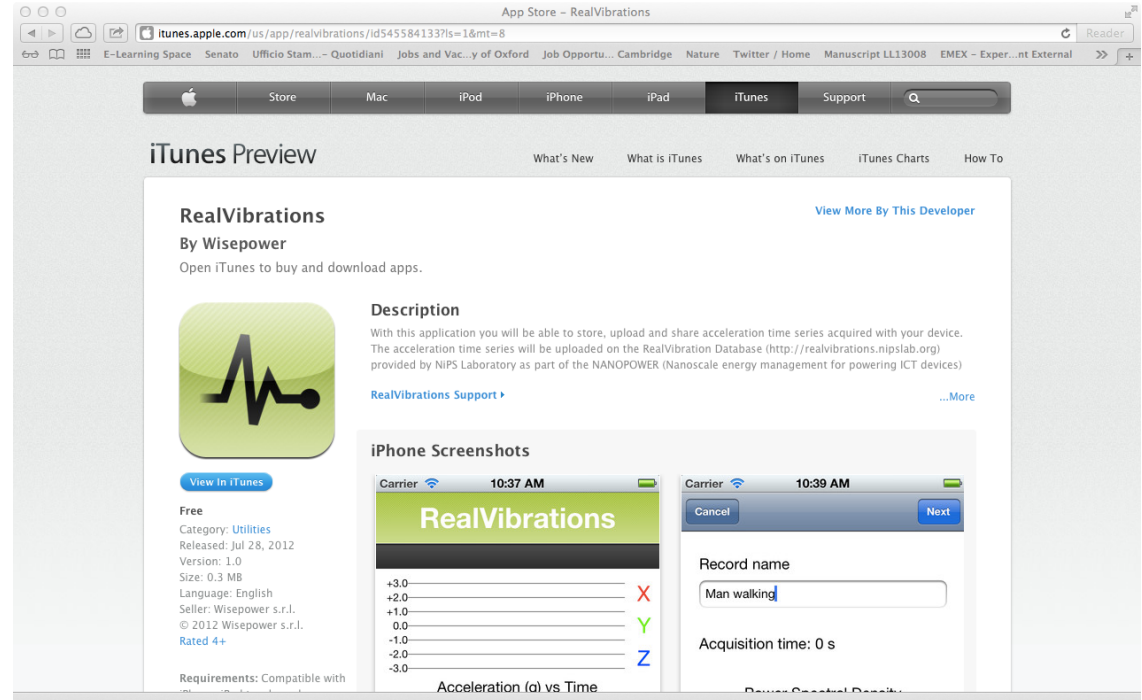 App Store – RealVibrations
itunes.apple.com/us/app/realvibrations/id545584133?ls=1&mt=8
Reader
E-Learning Space Senato Ufficio Stam...- Quotidiani Jobs and Vac...y of Oxford Job Opportu... Cambridge Nature Twitter / Home Manuscript LL13008 EMEX – Exper...nt External
Store Mac iPod iPhone iPad iTunes Support
iTunes Preview
What's New What is iTunes What's on iTunes iTunes Charts How To
RealVibrations
View More By This Developer
By Wisepower
Open iTunes to buy and download apps.
Description
With this application you will be able to store, upload and share acceleration time series acquired with your device.
The acceleration time series will be uploaded on the RealVibration Database (http://realvibrations.nipslab.org)
provided by NiPS Laboratory as part of the NANOPOWER (Nanoscale energy management for powering ICT devices)
RealVibrations Support
...More
iPhone Screenshots
View In iTunes
Free
Category: Utilities
Released: Jul 28, 2012
Version: 1.0
Size: 0.3 MB
Language: English
Seller: Wisepower s.r.l.
© 2012 Wisepower s.r.l.
Rated 4+
Requirements: Compatible with
Carrier 10:37 AM
RealVibrations
+3.0
+2.0
+1.0
0.0
-1.0
-2.0
-3.0
X
Y
Z
Acceleration (g) vs Time
Carrier 10:39 AM
Cancel Next
Record name
Man walking
Acquisition time: 0 s
Power Spectral Density